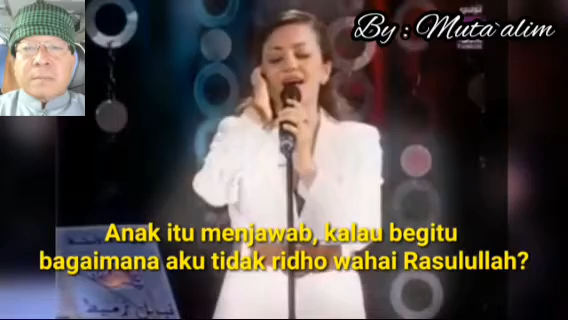 By : Muta`alim
Anak itu menjawab, kalau begitu
bagaimana aku tidak ridho wahai Rasulullah?